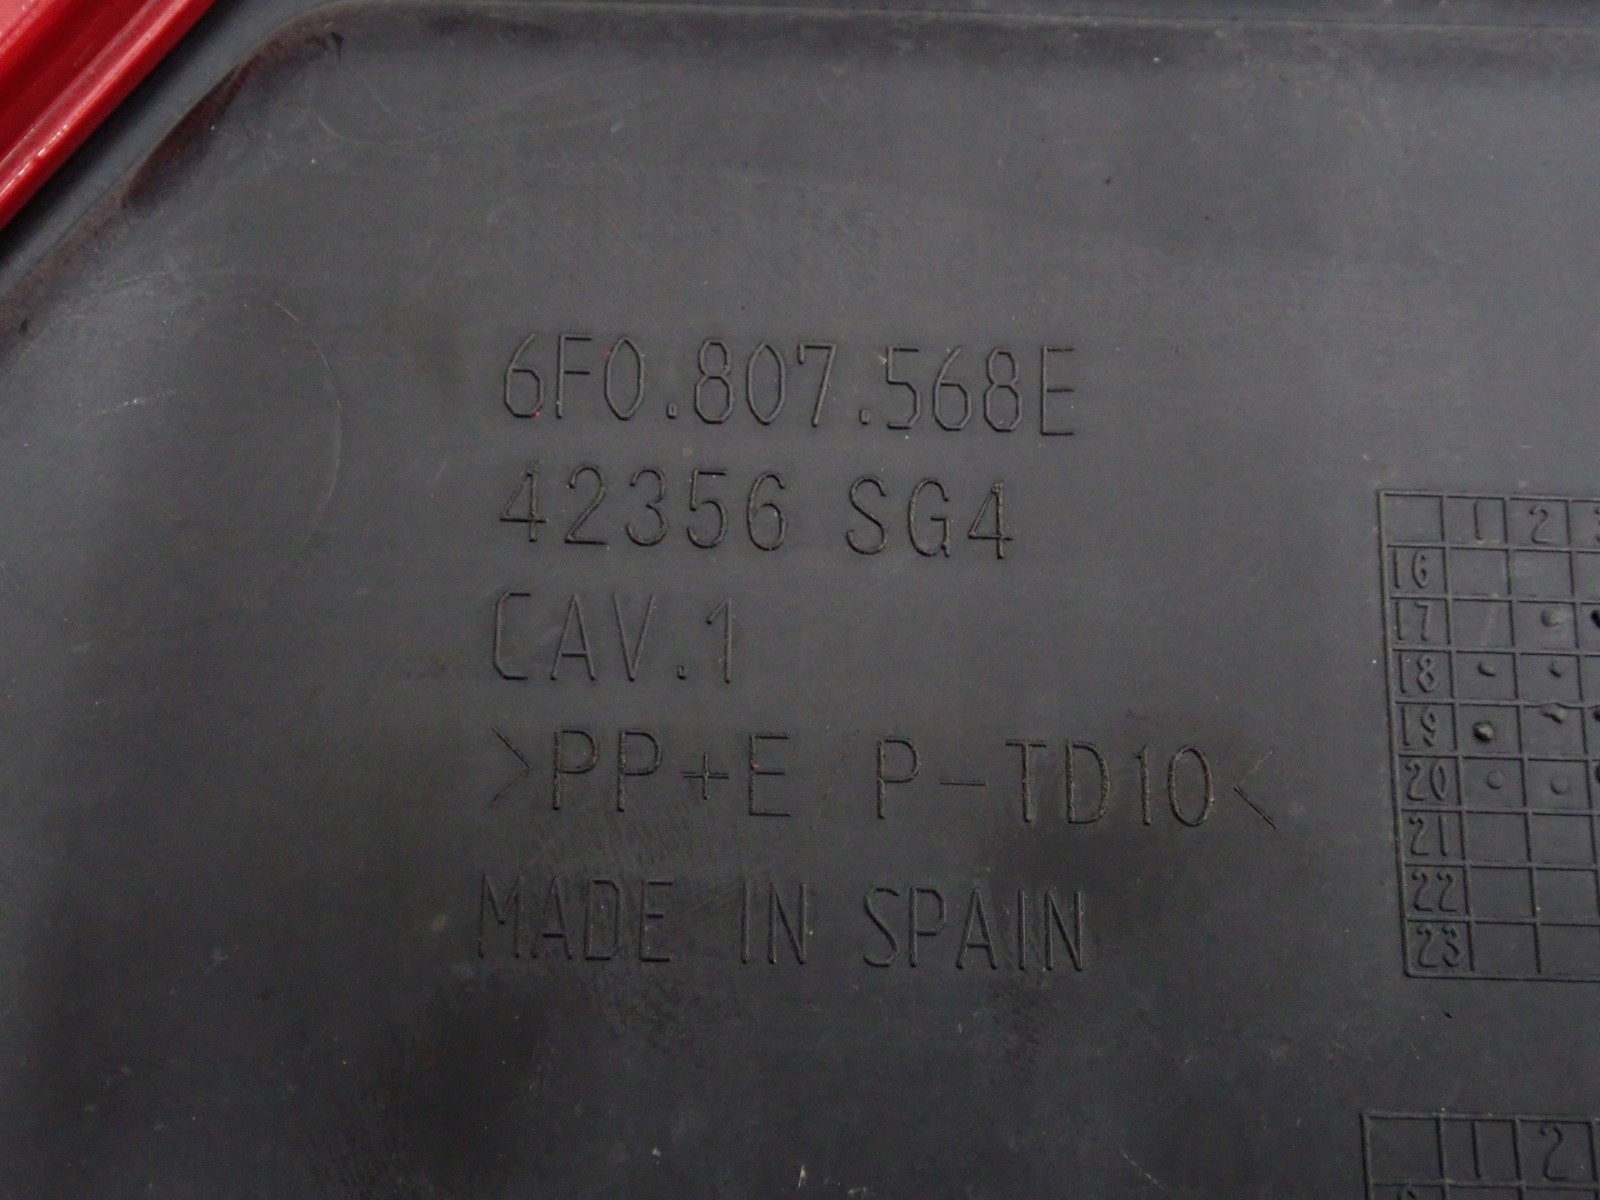 6F0.807.568E
42356 SG4
CAV.1
>PP+E P-TD10<
MADE IN SPAIN
1 2
16
17
18
19
20
21
22
23
1 2